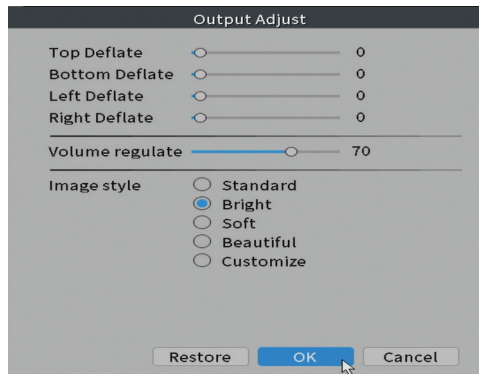 Output Adjust
Top Deflate 0
Bottom Deflate 0
Left Deflate 0
Right Deflate 0
Volume regulate 70
Image style Standard
Bright
Soft
Beautiful
Customize
Restore OK Cancel